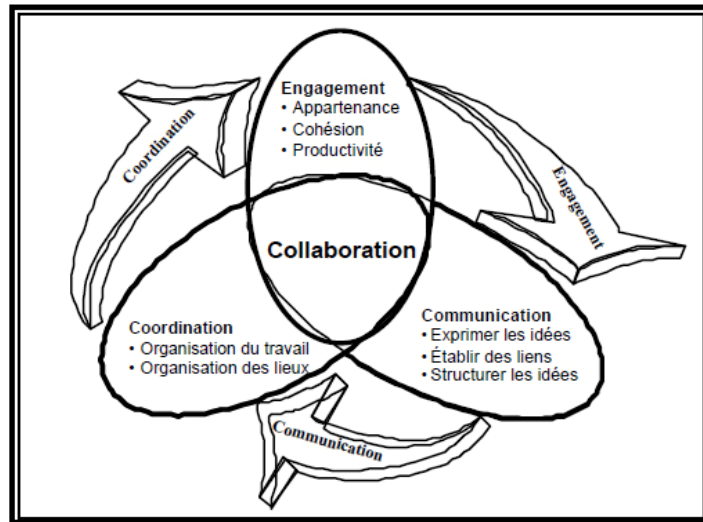 Engagement
• Appartenance
• Cohésion
• Productivité
Coordination
Engagement
Collaboration
Coordination
• Organisation du travail
• Organisation des lieux
Communication
• Exprimer les idées
• Établir des liens
• Structurer les idées
Communication